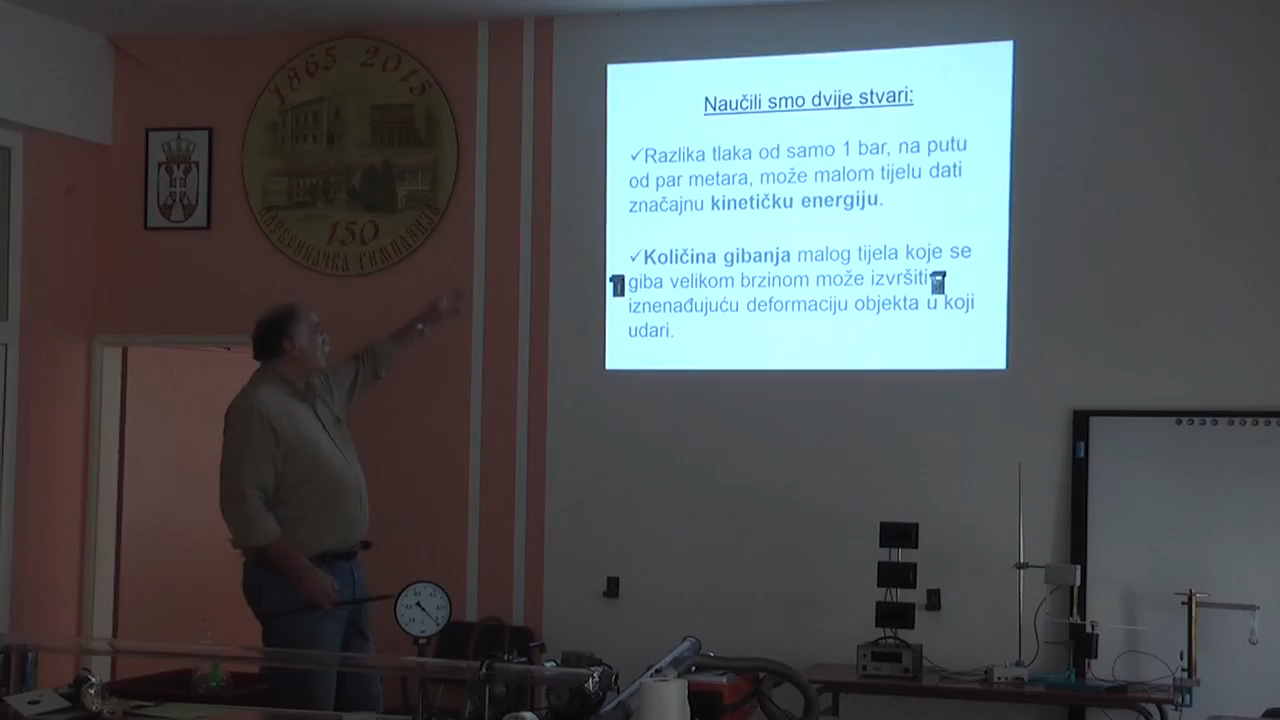 1865-2015
150
АЛЕКСИНАЧКА ГИМНАЗИЈА
Naučili smo dvije stvari:
✓Razlika tlaka od samo 1 bar, na putu
od par metara, može malom tijelu dati
značajnu kinetičku energiju.
✓Količina gibanja malog tijela koje se
giba velikom brzinom može izvršiti
iznenađujuću deformaciju objekta u koji
udari.